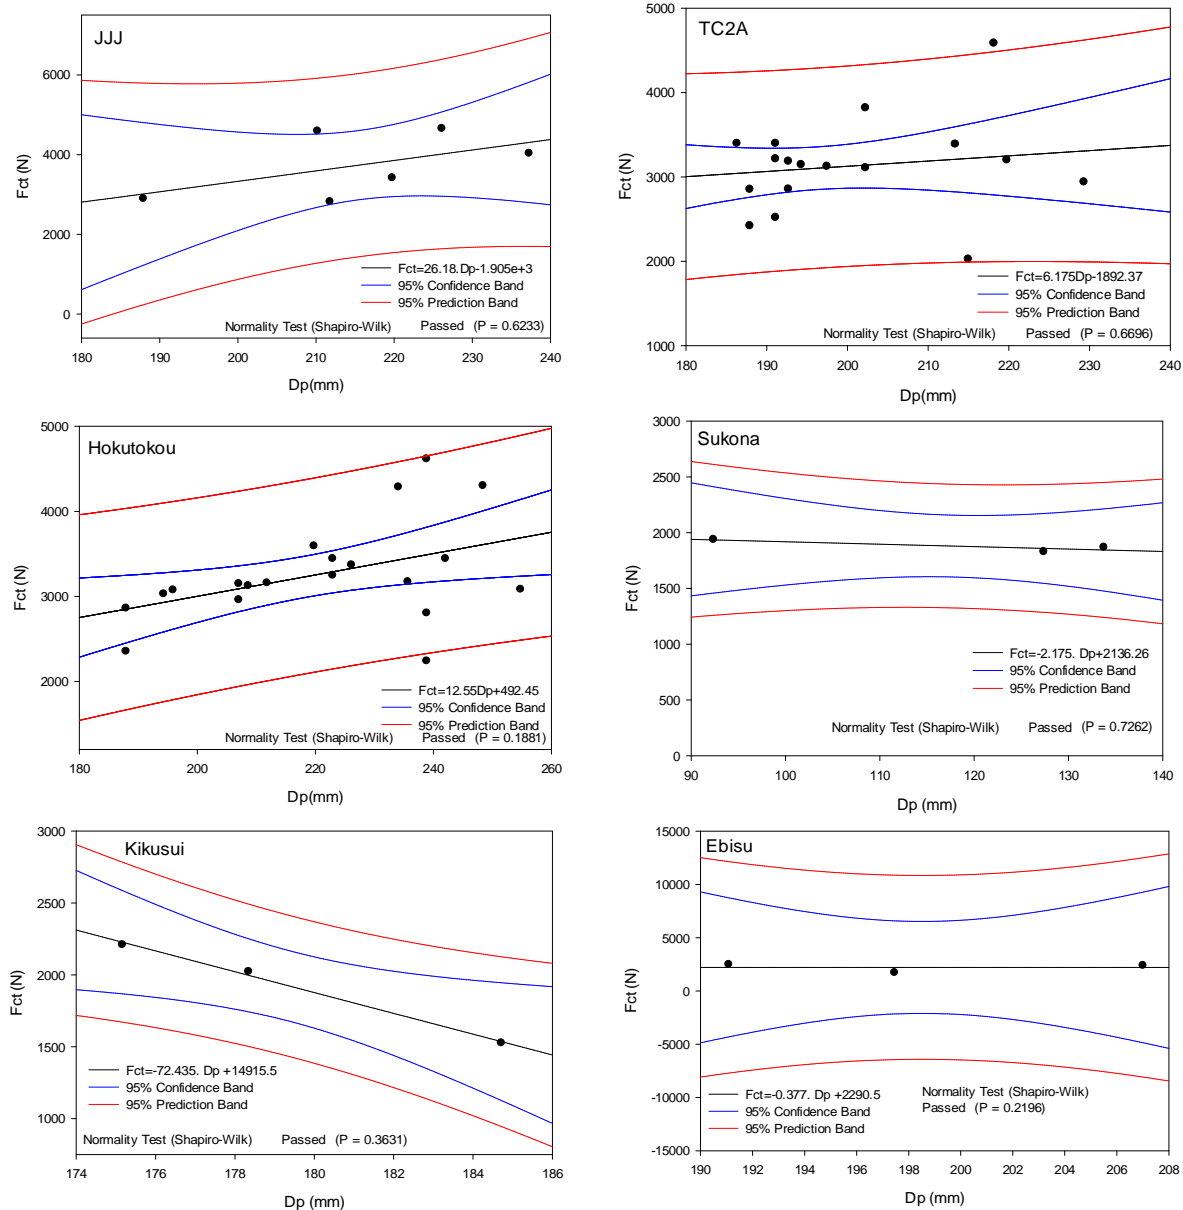 JJJ
Fct (N)
6000
4000
2000
0
Fct=26.18.Dp-1.905e+3
95% Confidence Band
95% Prediction Band
Normality Test (Shapiro-Wilk) Passed (P = 0.6233)
180 190 200 210 220 230 240
Dp(mm)
TC2A
Fct (N)
5000
4000
3000
2000
1000
Fct=6.175Dp-1892.37
95% Confidence Band
95% Prediction Band
Normality Test (Shapiro-Wilk) Passed (P = 0.6696)
180 190 200 210 220 230 240
Dp(mm)
Hokutokou
Fct (N)
5000
4000
3000
2000
Fct=12.55Dp+492.45
95% Confidence Band
95% Prediction Band
Normality Test (Shapiro-Wilk) Passed (P = 0.1881)
180 200 220 240 260
Dp(mm)
Sukona
Fct (N)
3000
2500
2000
1500
1000
500
0
Fct=-2.175. Dp+2136.26
95% Confidence Band
95% Prediction Band
Normality Test (Shapiro-Wilk) Passed (P = 0.7262)
90 100 110 120 130 140
Dp (mm)
Kikusui
Fct (N)
3000
2500
2000
1500
1000
Fct=-72.435. Dp +14915.5
95% Confidence Band
95% Prediction Band
Normality Test (Shapiro-Wilk) Passed (P = 0.3631)
174 176 178 180 182 184 186
Dp (mm)
Ebisu
Fct (N)
15000
10000
5000
0
-5000
-10000
-15000
Fct=-0.377. Dp +2290.5
95% Confidence Band
95% Prediction Band
Normality Test (Shapiro-Wilk)
Passed (P = 0.2196)
190 192 194 196 198 200 202 204 206 208
Dp (mm)